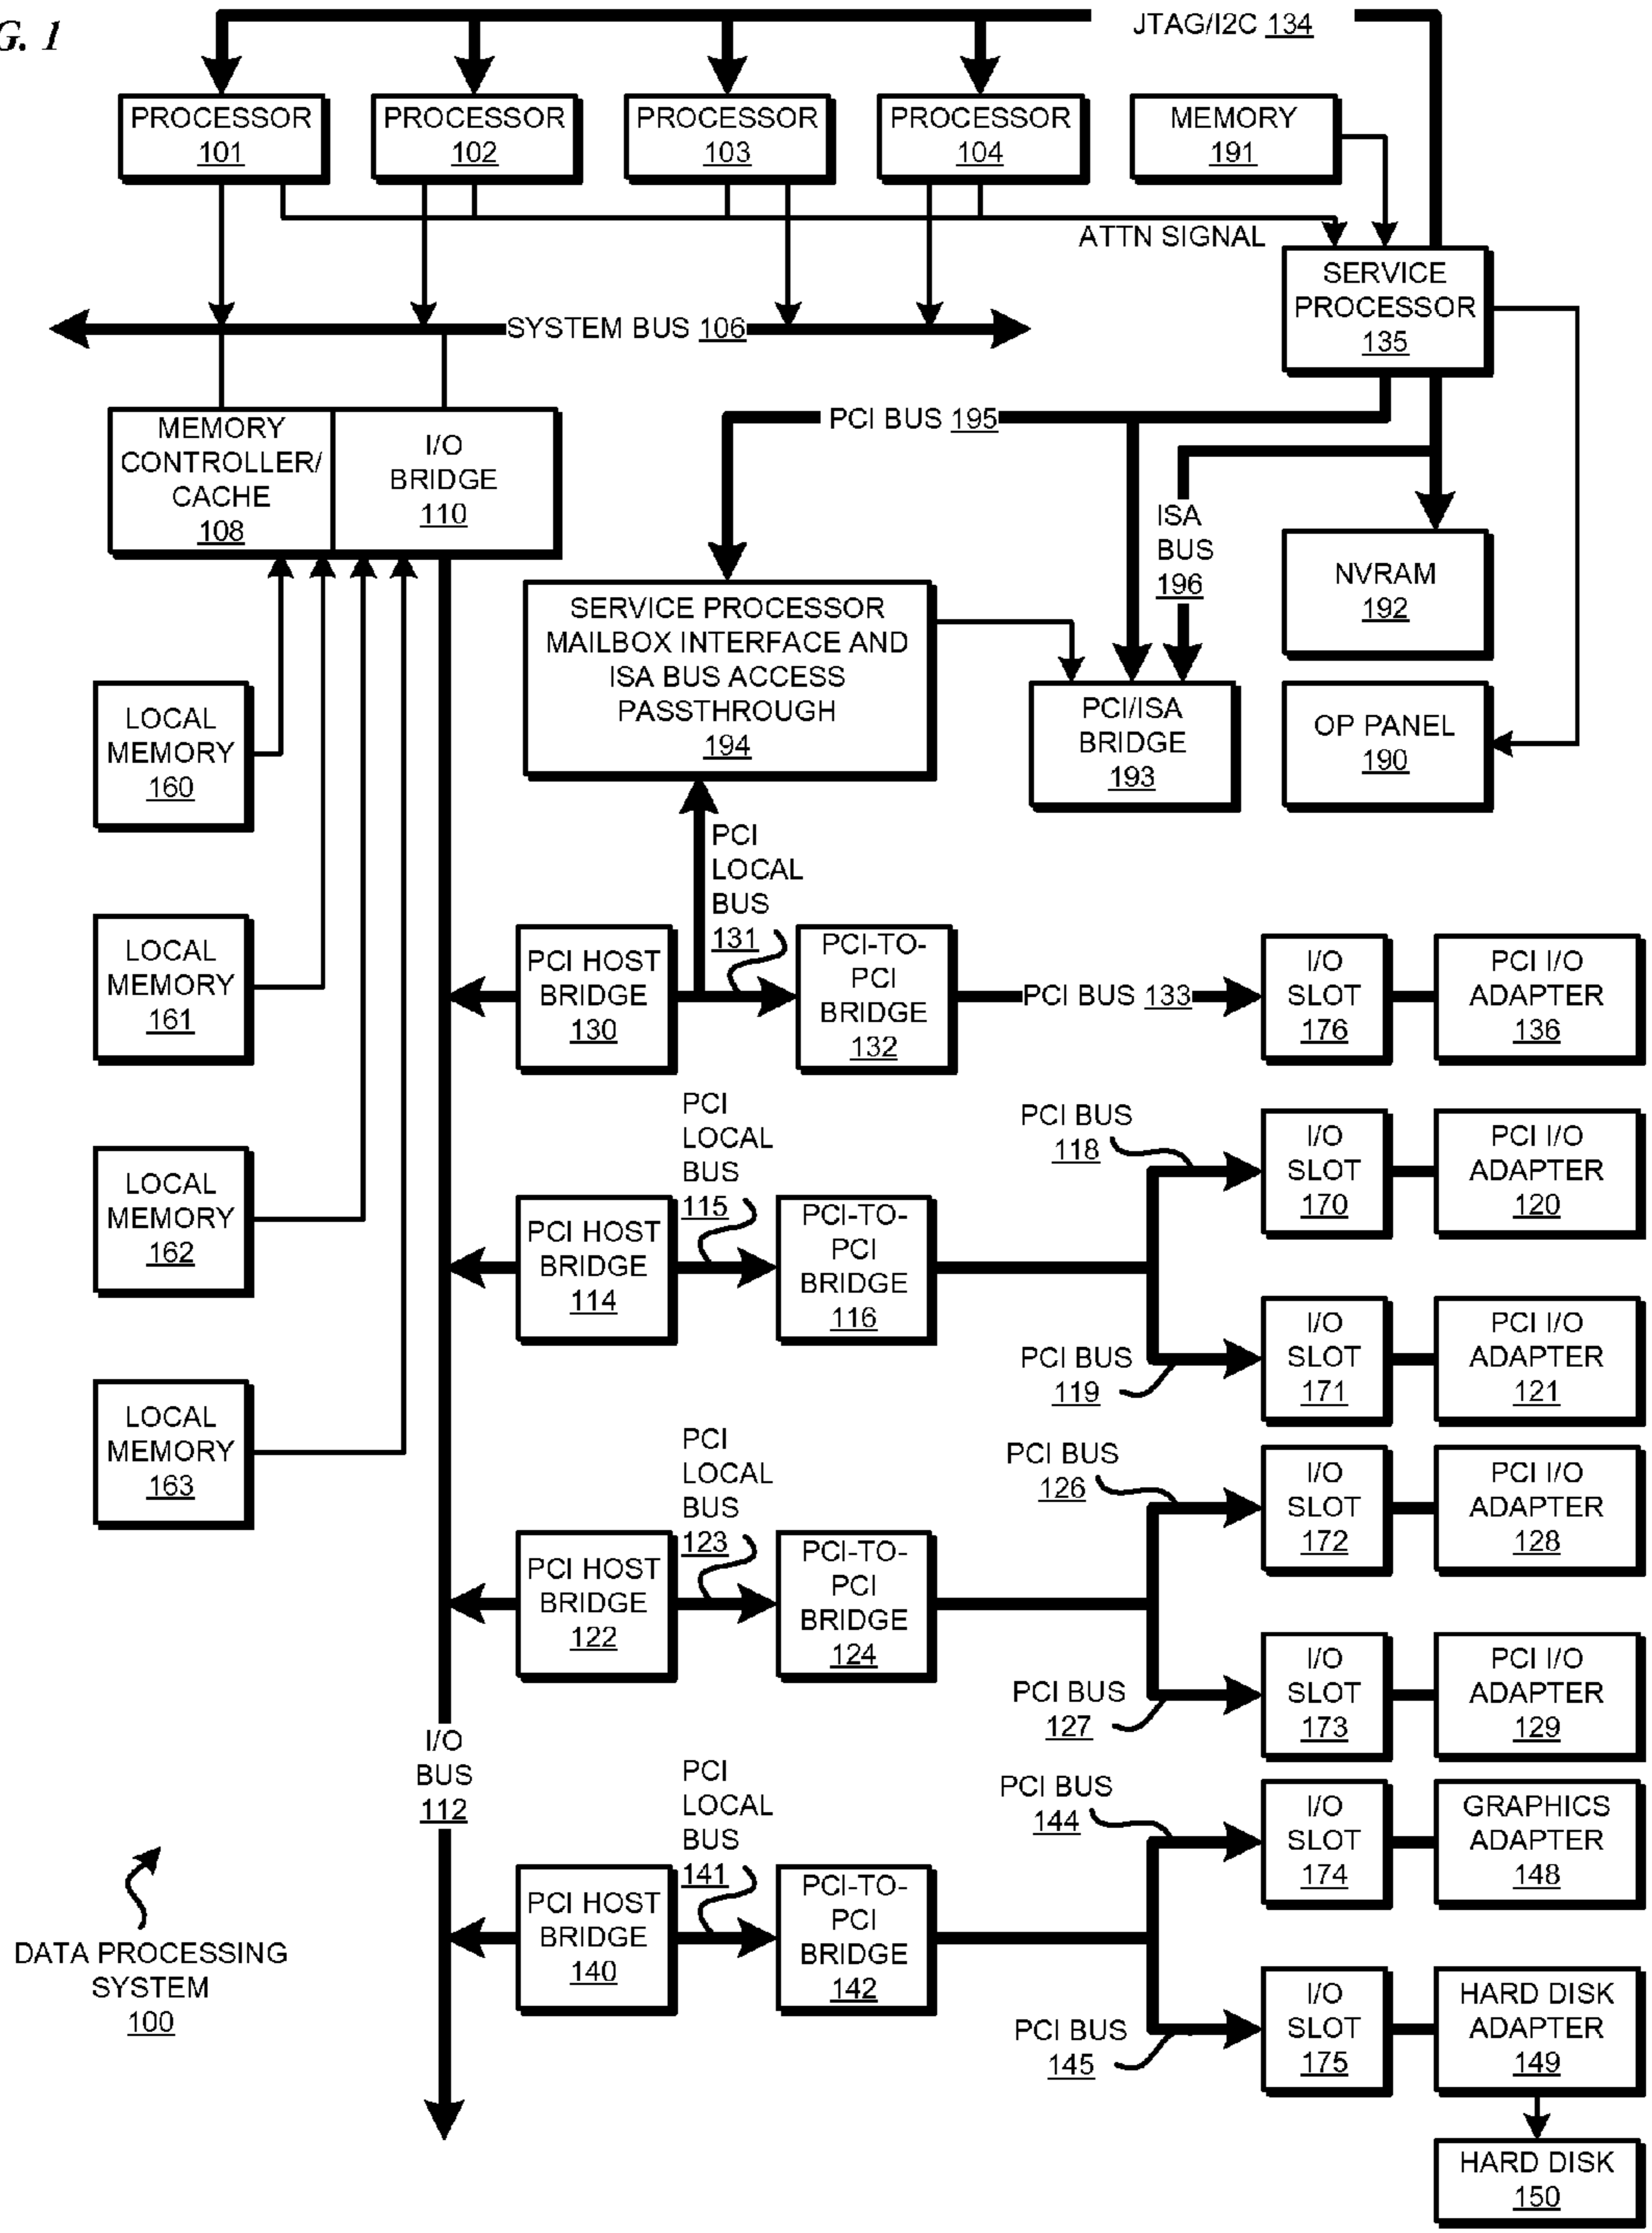 G. 1
JTAG/I2C 134
PROCESSOR
101
PROCESSOR
102
PROCESSOR
103
PROCESSOR
104
MEMORY
191
ATTN SIGNAL
SERVICE
PROCESSOR
135
SYSTEM BUS 106
MEMORY
CONTROLLER/
CACHE
108
I/O
BRIDGE
110
PCI BUS 195
ISA
BUS
196
NVRAM
192
SERVICE PROCESSOR
MAILBOX INTERFACE AND
ISA BUS ACCESS
PASSTHROUGH
194
PCI/ISA
BRIDGE
193
OP PANEL
190
LOCAL
MEMORY
160
LOCAL
MEMORY
161
LOCAL
MEMORY
162
LOCAL
MEMORY
163
PCI
LOCAL
BUS
131
PCI HOST
BRIDGE
130
PCI-TO-
PCI
BRIDGE
132
PCI BUS 133
I/O
SLOT
176
PCI I/O
ADAPTER
136
PCI
LOCAL
BUS
115
PCI HOST
BRIDGE
114
PCI-TO-
PCI
BRIDGE
116
PCI BUS
118
I/O
SLOT
170
PCI I/O
ADAPTER
120
PCI BUS
119
I/O
SLOT
171
PCI I/O
ADAPTER
121
PCI
LOCAL
BUS
123
PCI HOST
BRIDGE
122
PCI-TO-
PCI
BRIDGE
124
PCI BUS
126
I/O
SLOT
172
PCI I/O
ADAPTER
128
PCI BUS
127
I/O
SLOT
173
PCI I/O
ADAPTER
129
I/O
BUS
112
PCI
LOCAL
BUS
141
PCI HOST
BRIDGE
140
PCI-TO-
PCI
BRIDGE
142
PCI BUS
144
I/O
SLOT
174
GRAPHICS
ADAPTER
148
PCI BUS
145
I/O
SLOT
175
HARD DISK
ADAPTER
149
HARD DISK
150
DATA PROCESSING
SYSTEM
100